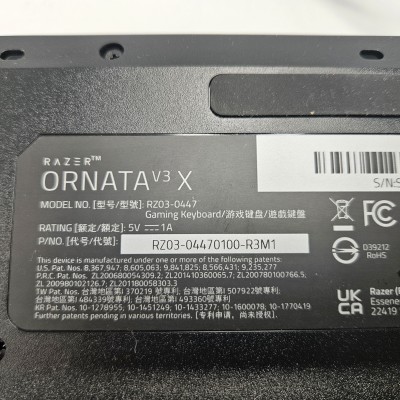 RAZER™
ORNATA V3 X
MODEL NO. [型号/型號]: RZ03-0447
Gaming Keyboard/游戏键盘/遊戲鍵盤
RATING [额定/額定]: 5V ⎓ 1A
P/NO. [代号/代號]: RZ03-04470100-R3M1
This device is manufactured under one or more of the following patents:
U.S. Pat. Nos. 8,367,947; 8,605,063; 9,841,825; 8,566,431; 9,235,277
P.R.C. Pat. Nos. ZL200680054309.2; ZL201410360065.7; ZL200780100766.5;
ZL200980102126.7; ZL201180058303.3
TW Pat. Nos. 台灣地區第I 370219 號專利; 台灣地區第I 507922號專利;
台灣地區第I 484339號專利; 台灣地區第I 493360號專利
KR Pat. Nos. 10-1278955; 10-1451249; 10-1433277; 10-1600078; 10-1770419.
Further patents pending in various territories. [专利申请,尚未授权].
S/N:S
FC
D39212
RoHS
UK
CA
Razer (
Essene
22419